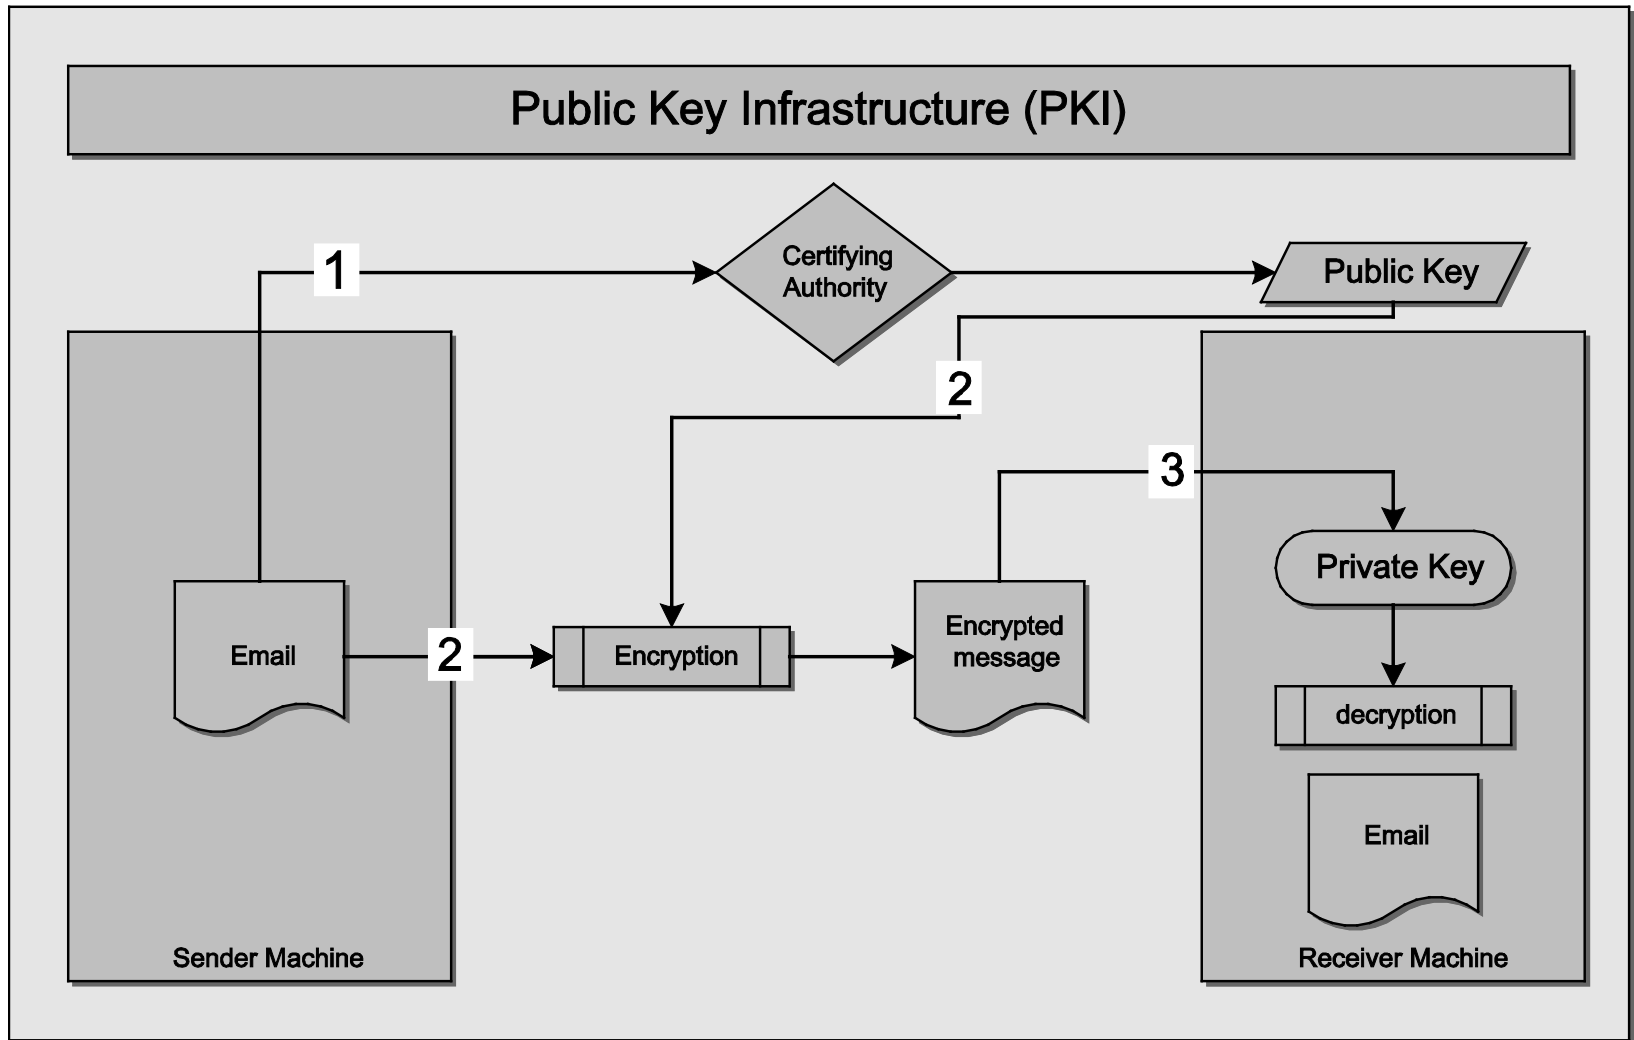 Public Key Infrastructure (PKI)
1
Certifying
Authority
Public Key
2
3
Private Key
Email
2
Encryption
Encrypted
message
decryption
Email
Sender Machine
Receiver Machine